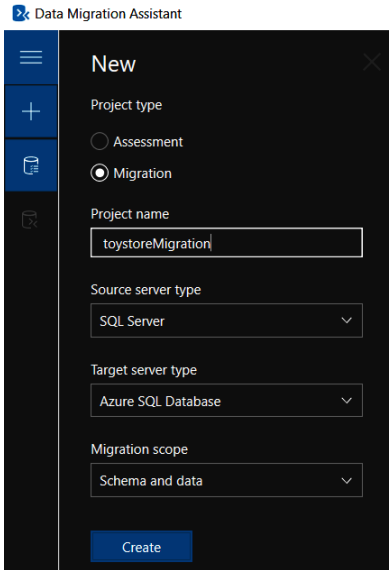 Data Migration Assistant
New
Project type
Assessment
Migration
Project name
toystoreMigration
Source server type
SQL Server
Target server type
Azure SQL Database
Migration scope
Schema and data
Create